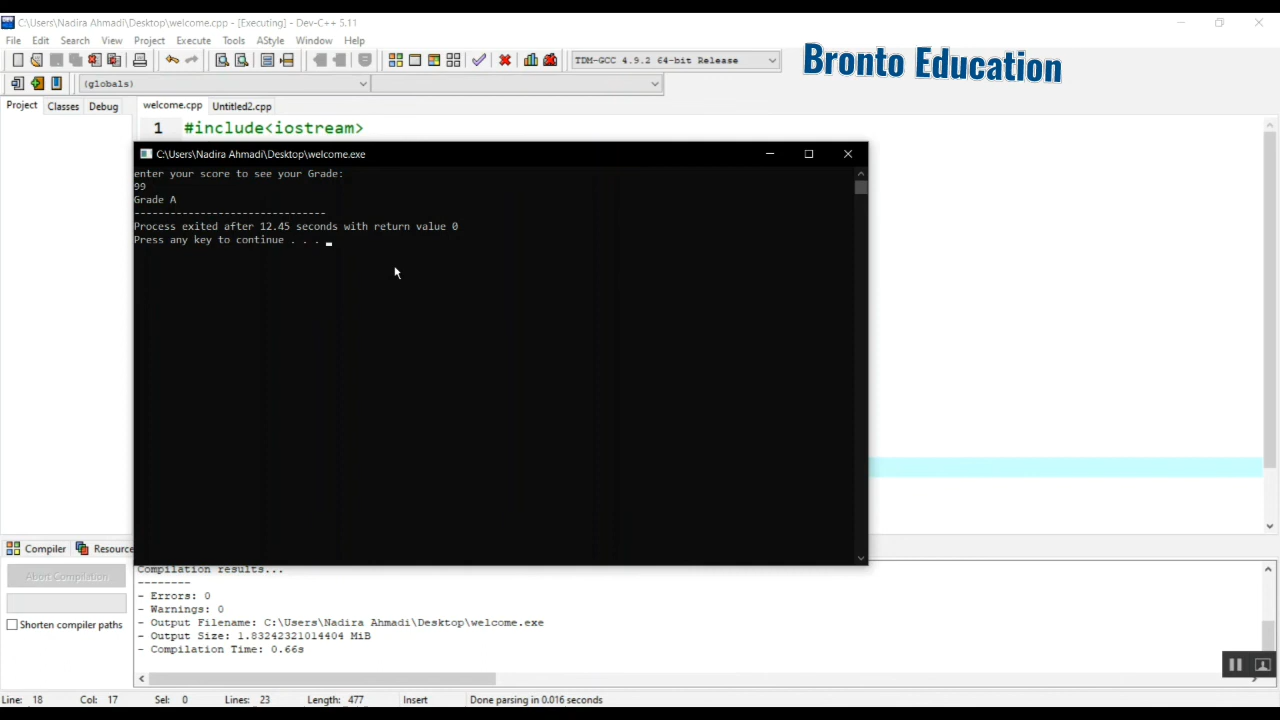 C:\Users\Nadira Ahmadi\Desktop\welcome.cpp - [Executing] - Dev-C++ 5.11
File Edit Search View Project Execute Tools AStyle Window Help
TDM-GCC 4.9.2 64-bit Release
Bronto Education
(globals)
Project Classes Debug welcome.cpp Untitled2.cpp
1 #include<iostream>
C:\Users\Nadira Ahmadi\Desktop\welcome.exe
enter your score to see your Grade:
99
Grade A
--------------------------------
Process exited after 12.45 seconds with return value 0
Press any key to continue . . .
Compiler Resource
Compilation results...
Abort Compilation
--------
- Errors: 0
- Warnings: 0
- Output Filename: C:\Users\Nadira Ahmadi\Desktop\welcome.exe
Shorten compiler paths
- Output Size: 1.83242321014404 MiB
- Compilation Time: 0.66s
Line: 18 Col: 17 Sel: 0 Lines: 23 Length: 477 Insert Done parsing in 0.016 seconds